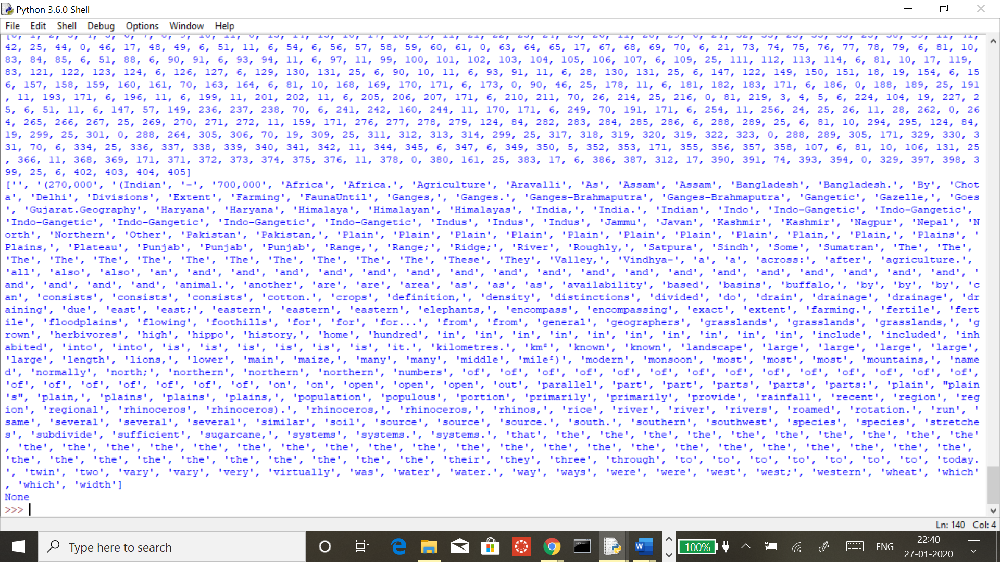 Python 3.6.0 Shell
File Edit Shell Debug Options Window Help
42, 25, 44, 0, 46, 17, 48, 49, 6, 51, 11, 6, 54, 6, 56, 57, 58, 59, 60, 61, 0, 63, 64, 65, 17, 67, 68, 69, 70, 6, 21, 73, 74, 75, 76, 77, 78, 79, 6, 81, 10,
83, 84, 85, 6, 51, 88, 6, 90, 91, 6, 93, 94, 11, 6, 97, 11, 99, 100, 101, 102, 103, 104, 105, 106, 107, 6, 109, 25, 111, 112, 113, 114, 6, 81, 10, 17, 119,
83, 121, 122, 123, 124, 6, 126, 127, 6, 129, 130, 131, 25, 6, 90, 10, 11, 6, 93, 91, 11, 6, 28, 130, 131, 25, 6, 147, 122, 149, 150, 151, 18, 19, 154, 6, 15
6, 157, 158, 159, 160, 161, 70, 163, 164, 6, 81, 10, 168, 169, 170, 171, 6, 173, 0, 90, 46, 25, 178, 11, 6, 181, 182, 183, 171, 6, 186, 0, 188, 189, 25, 191
, 11, 193, 171, 6, 196, 11, 6, 199, 11, 201, 202, 11, 6, 205, 206, 207, 171, 6, 210, 211, 70, 26, 214, 25, 216, 0, 81, 219, 3, 4, 5, 6, 224, 104, 19, 227, 2
5, 6, 51, 11, 6, 147, 57, 149, 236, 237, 238, 70, 6, 241, 242, 160, 244, 11, 170, 171, 6, 249, 70, 191, 171, 6, 254, 11, 256, 24, 25, 26, 11, 28, 262, 0, 26
4, 265, 266, 267, 25, 269, 270, 271, 272, 11, 159, 171, 276, 277, 278, 279, 124, 84, 282, 283, 284, 285, 286, 6, 288, 289, 25, 6, 81, 10, 294, 295, 124, 84,
19, 299, 25, 301, 0, 288, 264, 305, 306, 70, 19, 309, 25, 311, 312, 313, 314, 299, 25, 317, 318, 319, 320, 319, 322, 323, 0, 288, 289, 305, 171, 329, 330, 3
31, 70, 6, 334, 25, 336, 337, 338, 339, 340, 341, 342, 11, 344, 345, 6, 347, 6, 349, 350, 5, 352, 353, 171, 355, 356, 357, 358, 107, 6, 81, 10, 106, 131, 25
, 366, 11, 368, 369, 171, 371, 372, 373, 374, 375, 376, 11, 378, 0, 380, 161, 25, 383, 17, 6, 386, 387, 312, 17, 390, 391, 74, 393, 394, 0, 329, 397, 398, 3
99, 25, 6, 402, 403, 404, 405]
['', '(270,000', '(Indian', '-', '700,000', 'Africa', 'Africa.', 'Agriculture', 'Aravalli', 'As', 'Assam', 'Assam', 'Bangladesh', 'Bangladesh.', 'By', 'Chot
a', 'Delhi', 'Divisions', 'Extent', 'Farming', 'FaunaUntil', 'Ganges,', 'Ganges.', 'Ganges-Brahmaputra', 'Ganges-Brahmaputra', 'Gangetic', 'Gazelle,', 'Goes
', 'Gujarat.Geography', 'Haryana', 'Haryana', 'Himalaya', 'Himalayan', 'Himalayas', 'India,', 'India.', 'Indian', 'Indo', 'Indo-Gangetic', 'Indo-Gangetic',
'Indo-Gangetic', 'Indo-Gangetic', 'Indo-Gangetic', 'Indo-Gangetic', 'Indus', 'Indus', 'Indus', 'Jammu', 'Javan', 'Kashmir', 'Kashmir', 'Nagpur', 'Nepal', 'N
orth', 'Northern', 'Other', 'Pakistan', 'Pakistan,', 'Plain', 'Plain', 'Plain', 'Plain', 'Plain', 'Plain', 'Plain', 'Plain', 'Plain,', 'Plain,', 'Plains', '
Plains,', 'Plateau', 'Punjab', 'Punjab', 'Punjab', 'Range,', 'Range;', 'Ridge;', 'River', 'Roughly,', 'Satpura', 'Sindh', 'Some', 'Sumatran', 'The', 'The',
'The', 'The', 'The', 'The', 'The', 'The', 'The', 'The', 'The', 'The', 'These', 'They', 'Valley,', 'Vindhya-', 'a', 'a', 'across:', 'after', 'agriculture.',
'all', 'also', 'also', 'an', 'and', 'and', 'and', 'and', 'and', 'and', 'and', 'and', 'and', 'and', 'and', 'and', 'and', 'and', 'and', 'and', 'and', 'and', '
and', 'and', 'and', 'and', 'animal.', 'another', 'are', 'are', 'area', 'as', 'as', 'as', 'availability', 'based', 'basins', 'buffalo,', 'by', 'by', 'by', 'c
an', 'consists', 'consists', 'consists', 'cotton.', 'crops', 'definition,', 'density', 'distinctions', 'divided', 'do', 'drain', 'drainage', 'drainage', 'dr
aining', 'due', 'east', 'east;', 'eastern', 'eastern', 'eastern', 'elephants,', 'encompass', 'encompassing', 'exact', 'extent', 'farming.', 'fertile', 'fert
ile', 'floodplains', 'flowing', 'foothills', 'for', 'for', 'for...', 'from', 'from', 'general', 'geographers', 'grasslands', 'grasslands', 'grasslands,', 'g
rown', 'herbivores', 'high', 'hippo', 'history,', 'home', 'hundred', 'in', 'in', 'in', 'in', 'in', 'in', 'in', 'in', 'in', 'in', 'include', 'included', 'inh
abited', 'into', 'into', 'is', 'is', 'is', 'is', 'is', 'is', 'it.', 'kilometres.', 'km²', 'known', 'known', 'landscape', 'large', 'large', 'large', 'large',
'large', 'length', 'lions,', 'lower', 'main', 'maize,', 'many', 'many', 'middle', 'mile²)', 'modern', 'monsoon', 'most', 'most', 'most', 'mountains,', 'name
d', 'normally', 'north;', 'northern', 'northern', 'northern', 'numbers', 'of', 'of', 'of', 'of', 'of', 'of', 'of', 'of', 'of', 'of', 'of', 'of', 'of', 'of',
'of', 'of', 'of', 'of', 'of', 'of', 'of', 'on', 'on', 'open', 'open', 'open', 'out', 'parallel', 'part', 'part', 'parts', 'parts', 'parts:', 'plain', "plain
's", 'plain,', 'plains', 'plains', 'plains,', 'population', 'populous', 'portion', 'primarily', 'primarily', 'provide', 'rainfall', 'recent', 'region', 'reg
ion', 'regional', 'rhinoceros', 'rhinoceros).', 'rhinoceros,', 'rhinoceros,', 'rhinos,', 'rice', 'river', 'river', 'rivers', 'roamed', 'rotation.', 'run', '
same', 'several', 'several', 'several', 'similar', 'soil', 'source', 'source', 'source.', 'south.', 'southern', 'southwest', 'species', 'species', 'stretche
s', 'subdivide', 'sufficient', 'sugarcane,', 'systems', 'systems.', 'systems.', 'that', 'the', 'the', 'the', 'the', 'the', 'the', 'the', 'the', 'the', 'the'
, 'the', 'the', 'the', 'the', 'the', 'the', 'the', 'the', 'the', 'the', 'the', 'the', 'the', 'the', 'the', 'the', 'the', 'the', 'the', 'the', 'the', 'the',
'the', 'the', 'the', 'the', 'the', 'the', 'the', 'the', 'the', 'the', 'their', 'they', 'three', 'through', 'to', 'to', 'to', 'to', 'to', 'to', 'to', 'today.
', 'twin', 'two', 'vary', 'vary', 'very', 'virtually', 'was', 'water', 'water.', 'way', 'ways', 'were', 'were', 'west', 'west;', 'western', 'wheat', 'which'
, 'which', 'width']
None
>>>
Ln: 140 Col: 4
Type here to search
W
100%
ENG
22:40
27-01-2020